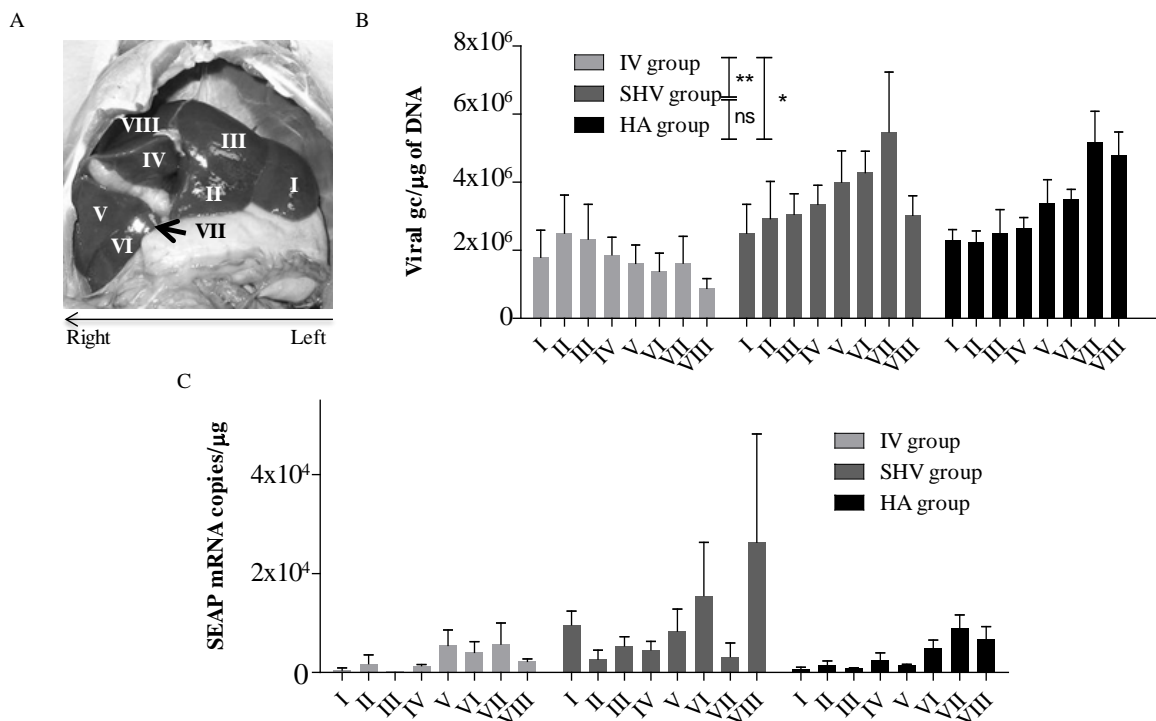 A
VIII
III
IV
I
II
V
VII
VI
Right Left
B
8x10⁶
6x10⁶
4x10⁶
2x10⁶
0
Viral gc/µg of DNA
IV group
SHV group
HA group
**
*
ns
I II III IV V VI VII VIII
I II III IV V VI VII VIII
I II III IV V VI VII VIII
C
4x10⁴
2x10⁴
0
SEAP mRNA copies/µg
IV group
SHV group
HA group
I II III IV V VI VII VIII
I II III IV V VI VII VIII
I II III IV V VI VII VIII